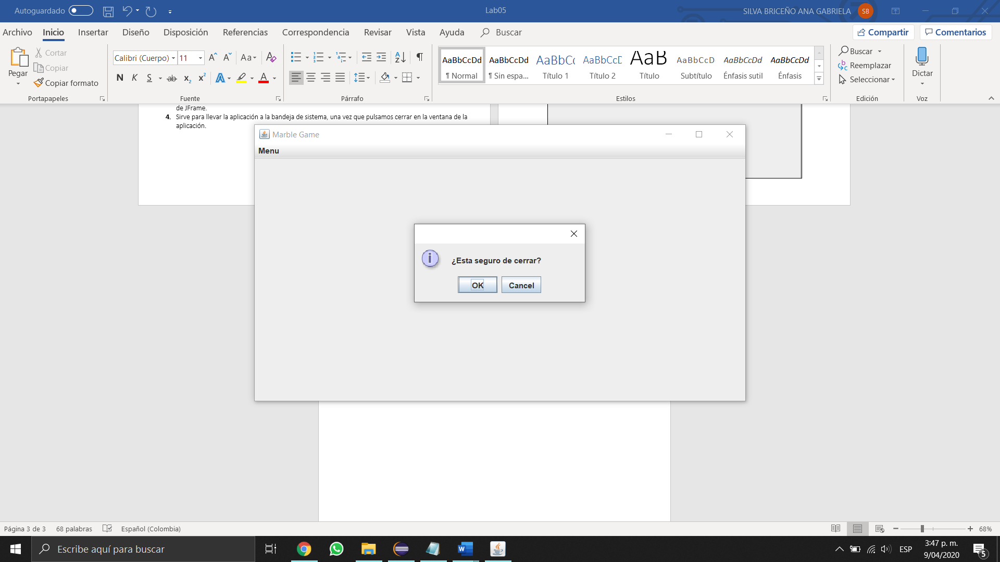 Autoguardado
Lab05
SILVA BRICEÑO ANA GABRIELA
SB
Archivo Inicio Insertar Diseño Disposición Referencias Correspondencia Revisar Vista Ayuda Buscar
Compartir Comentarios
Pegar
Cortar
Copiar
Copiar formato
Portapapeles
Calibri (Cuerpo) 11
Aa
N K S ab x2 x2 A A
Fuente
Párrafo
AaBbCcDd AaBbCcDd AaBbCc AaBbCcE AaB AaBbCcD AaBbCcDd AaBbCcDd
¶ Normal ¶ Sin espa... Título 1 Título 2 Título Subtítulo Énfasis sutil Énfasis
Estilos
Buscar
Reemplazar
Seleccionar
Edición
Dictar
Voz
de JFrame.
4. Sirve para llevar la aplicación a la bandeja de sistema, una vez que pulsamos cerrar en la ventana de la
aplicación.
Marble Game
Menu
¿Esta seguro de cerrar?
OK Cancel
Página 3 de 3 68 palabras Español (Colombia)
68%
Escribe aquí para buscar
ESP
3:47 p. m.
9/04/2020
5